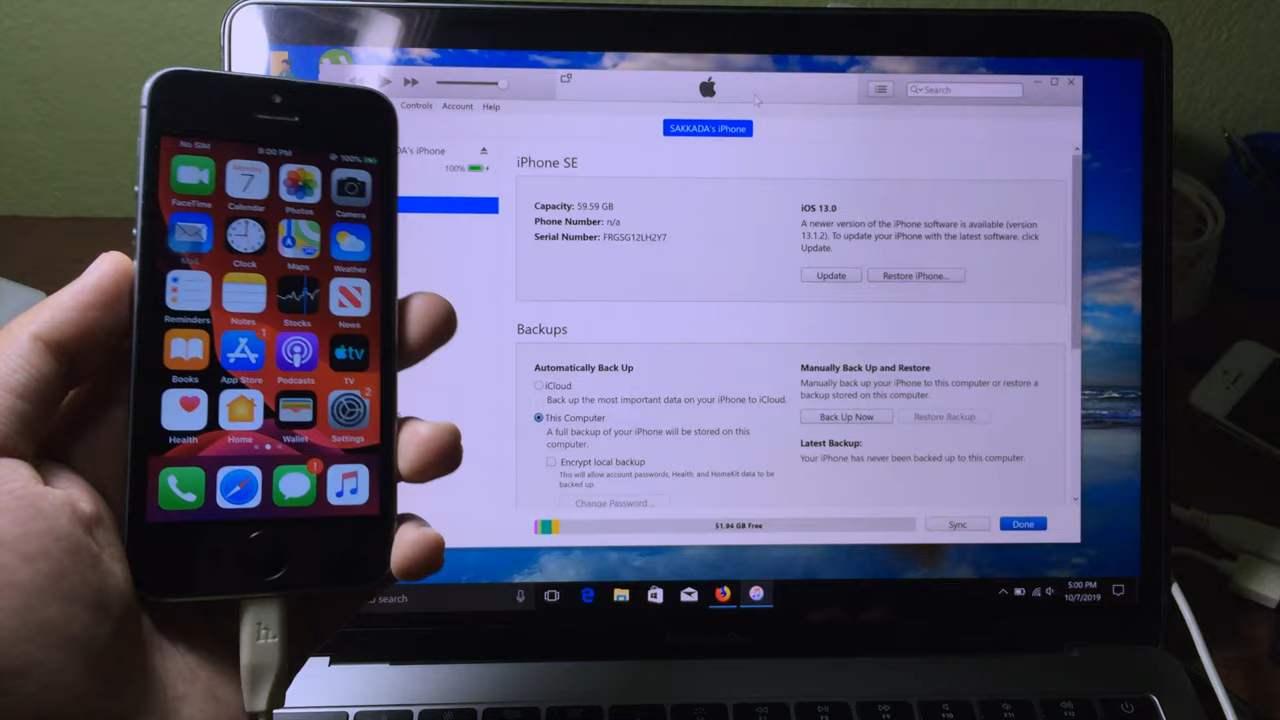 No SIM 9:00 PM 100%
FaceTime
7
Calendar
Photos
Camera
Mail
Clock
Maps
Weather
Reminders
Notes
Stocks
News
Books
1
App Store
Podcasts
tv
TV
Health
Home
Wallet
2
Settings
!
Controls Account Help
Search
SAKKADA's iPhone
DA's iPhone
100%
iPhone SE
Capacity: 59.59 GB
Phone Number: n/a
Serial Number: FRGSG12LH2Y7
iOS 13.0
A newer version of the iPhone software is available (version
13.1.2). To update your iPhone with the latest software, click
Update.
Update Restore iPhone...
Backups
Automatically Back Up
iCloud
Back up the most important data on your iPhone to iCloud.
This Computer
A full backup of your iPhone will be stored on this
computer.
Encrypt local backup
This will allow account passwords, Health, and HomeKit data to be
backed up.
Change Password...
Manually Back Up and Restore
Manually back up your iPhone to this computer or restore a
backup stored on this computer.
Back Up Now Restore Backup
Latest Backup:
Your iPhone has never been backed up to this computer.
51.94 GB Free
Sync Done
search
5:00 PM
10/7/2019